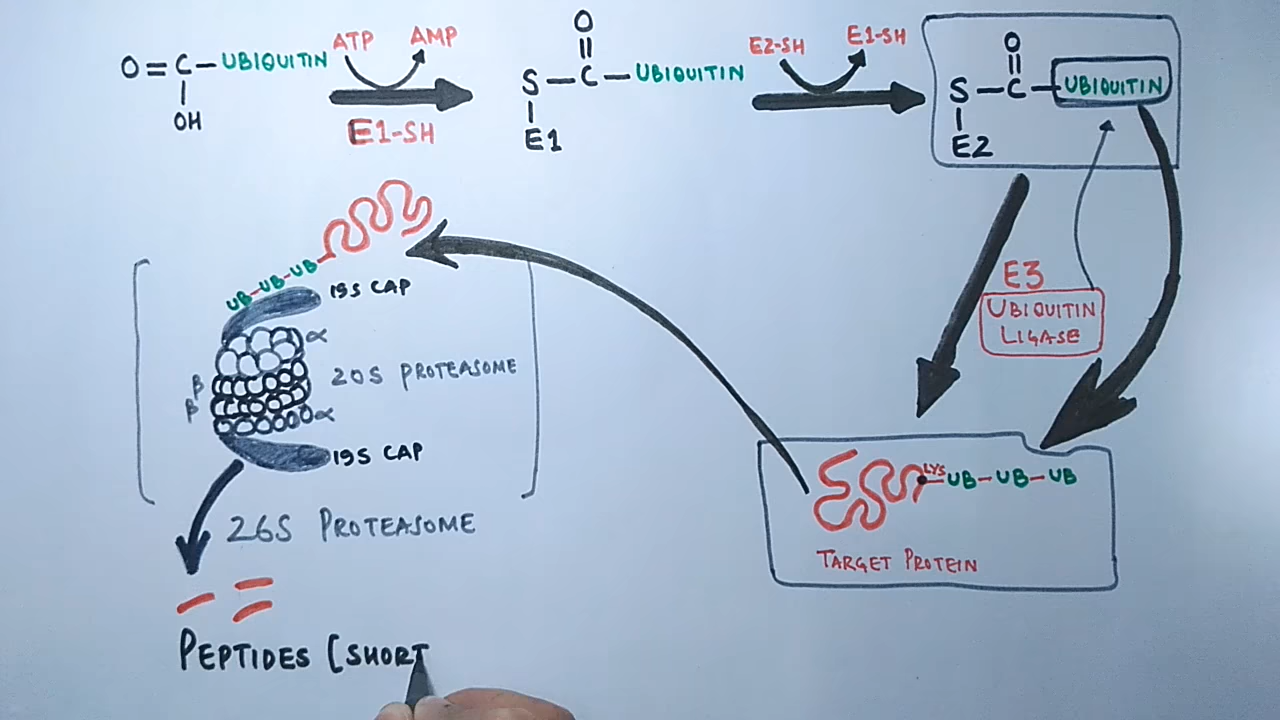 O=C-UBIQUITIN
OH
ATP
AMP
E1-SH
O
S-C-UBIQUITIN
E1
E2-SH
E1-SH
O
S-C-UBIQUITIN
E2
E3
UBIQUITIN
LIGASE
LYS
UB-UB-UB
TARGET PROTEIN
UB-UB-UB
19S CAP
α
20S PROTEASOME
β
β
α
19S CAP
26S PROTEASOME
PEPTIDES [SHORT